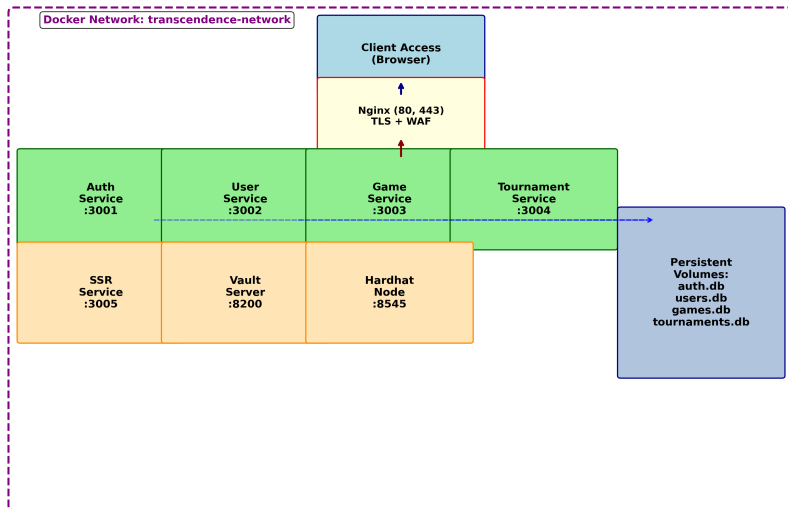 Docker Network: transcendence-network
Client Access
(Browser)
Nginx (80, 443)
TLS + WAF
Auth
Service
:3001
User
Service
:3002
Game
Service
:3003
Tournament
Service
:3004
SSR
Service
:3005
Vault
Server
:8200
Hardhat
Node
:8545
Persistent
Volumes:
auth.db
users.db
games.db
tournaments.db